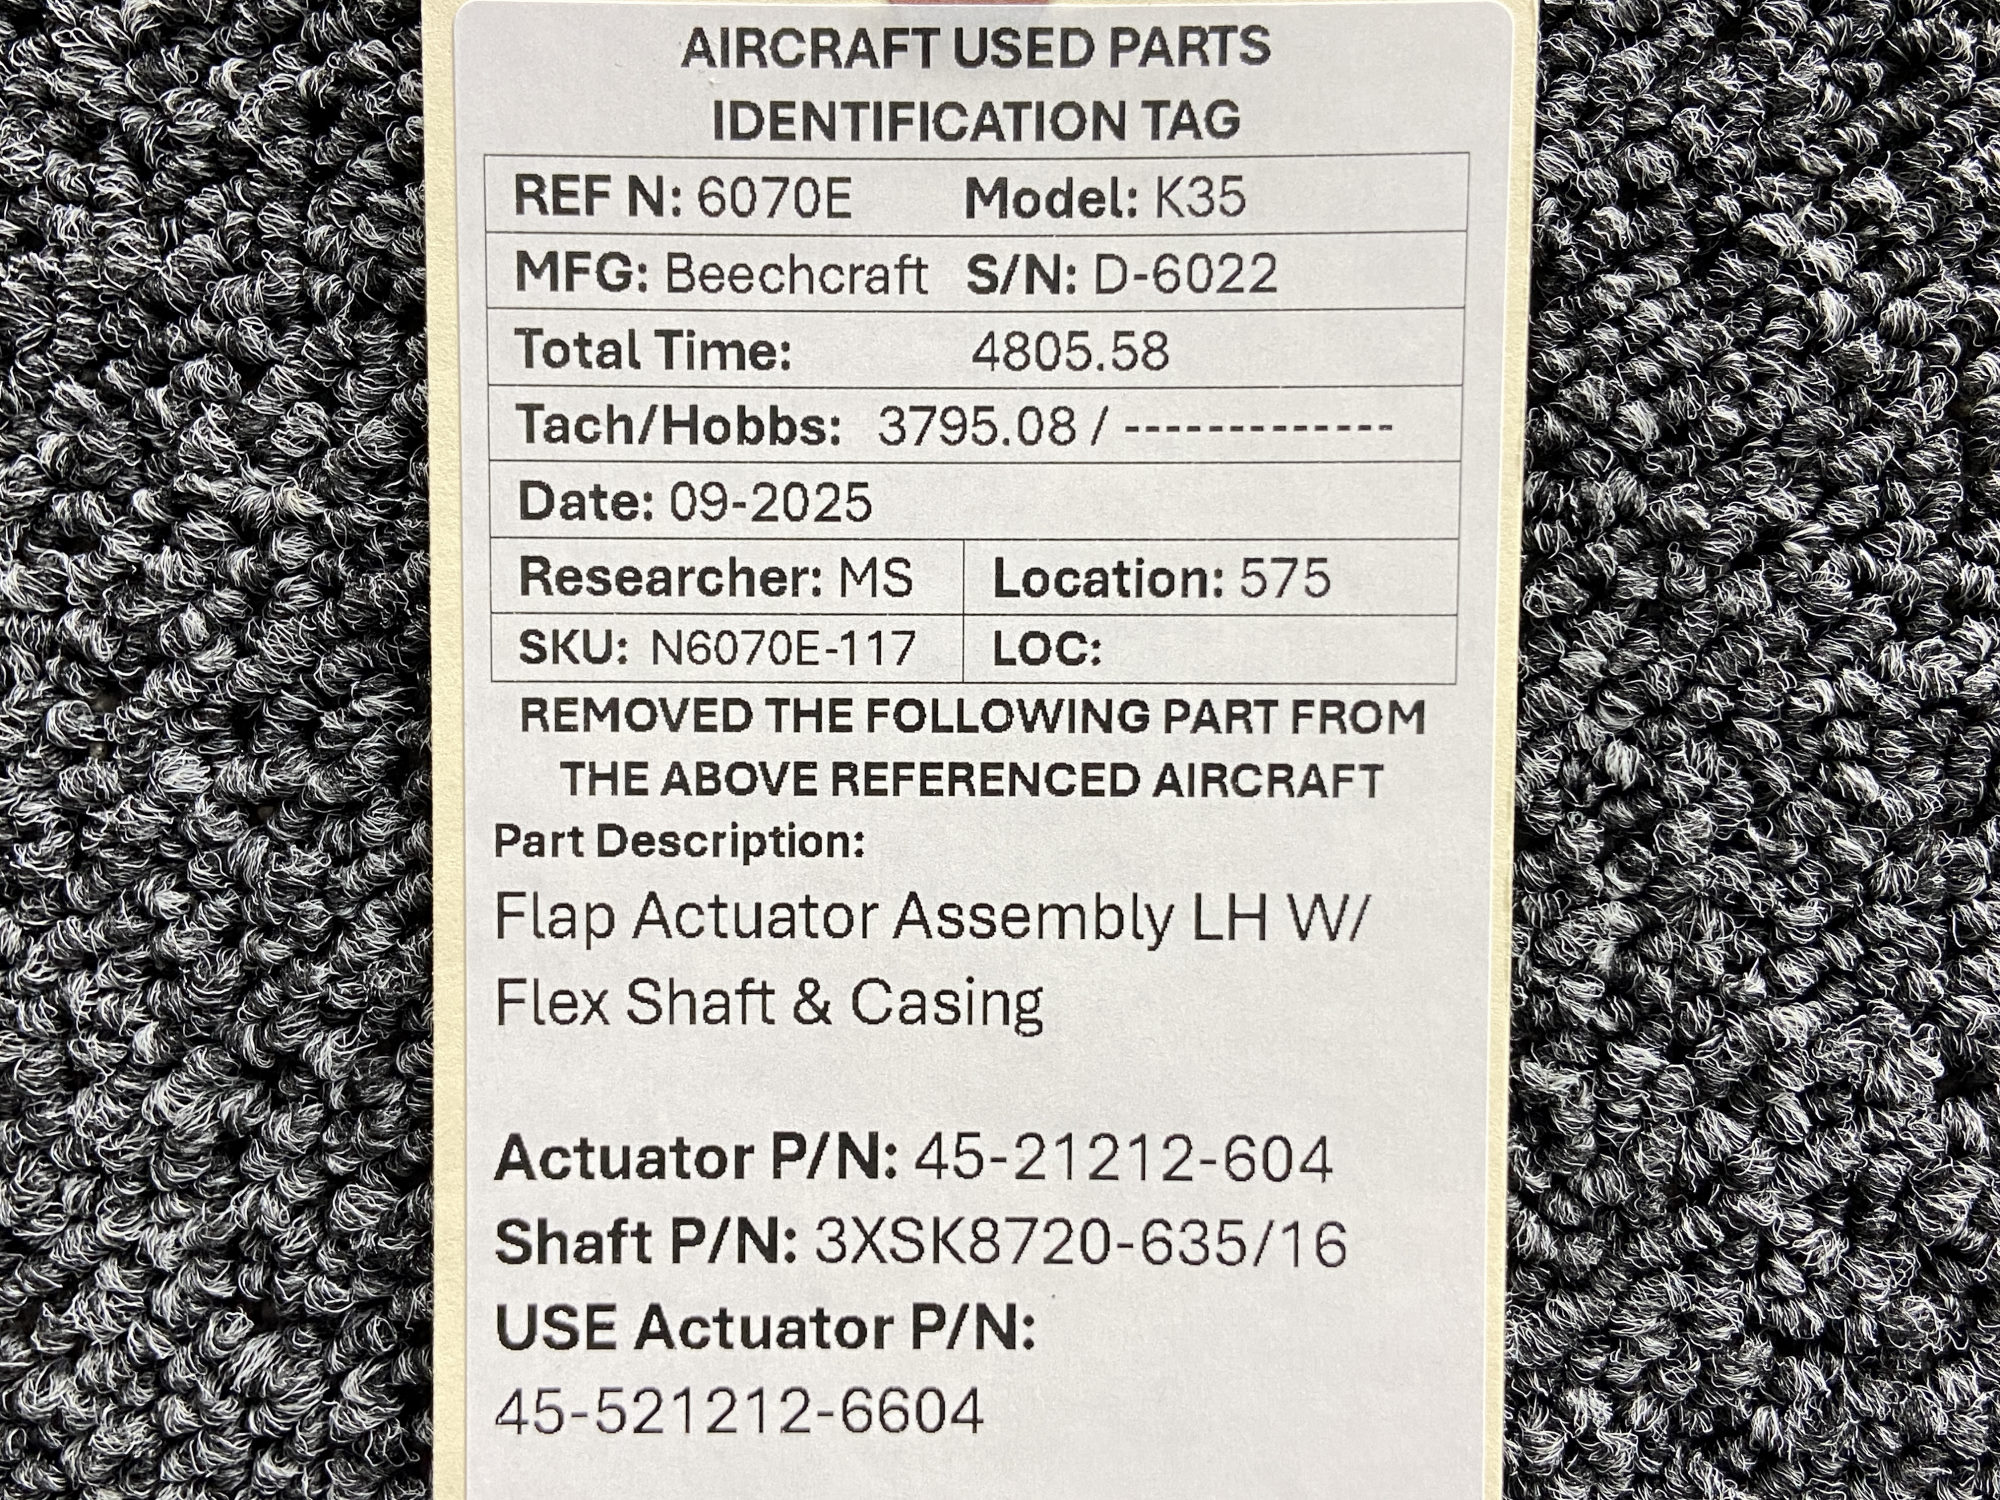 AIRCRAFT USED PARTS
IDENTIFICATION TAG
REF N: 6070E Model: K35
MFG: Beechcraft S/N: D-6022
Total Time: 4805.58
Tach/Hobbs: 3795.08 / -------------
Date: 09-2025
Researcher: MS Location: 575
SKU: N6070E-117 LOC:
REMOVED THE FOLLOWING PART FROM
THE ABOVE REFERENCED AIRCRAFT
Part Description:
Flap Actuator Assembly LH W/
Flex Shaft & Casing
Actuator P/N: 45-21212-604
Shaft P/N: 3XSK8720-635/16
USE Actuator P/N:
45-521212-6604